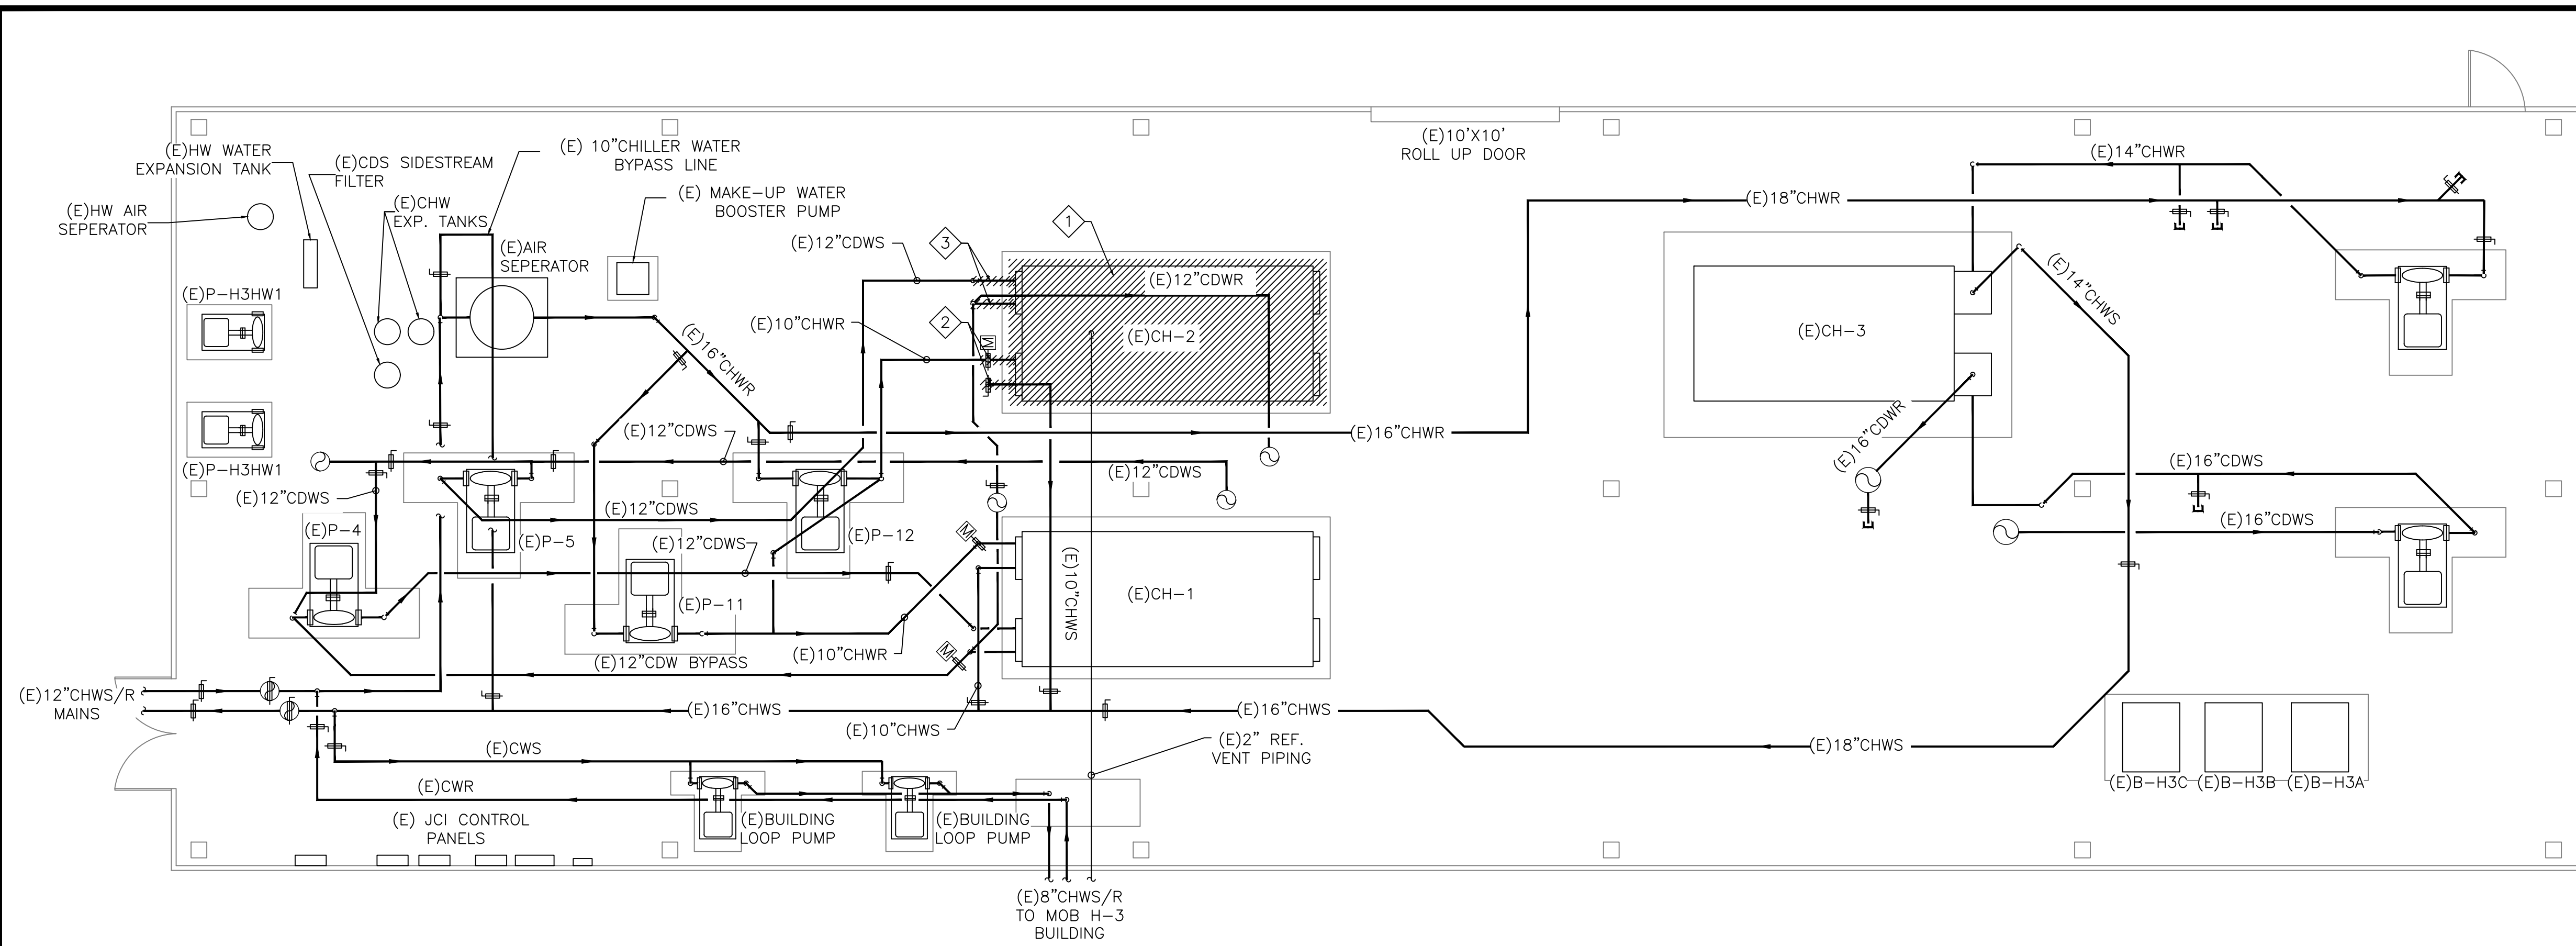 (E)10'X10'
ROLL UP DOOR
(E)14"CHWR
(E)18"CHWR
(E)HW WATER
EXPANSION TANK
(E)CDS SIDESTREAM
FILTER
(E) 10"CHILLER WATER
BYPASS LINE
(E)CHW
EXP. TANKS
(E) MAKE-UP WATER
BOOSTER PUMP
(E)HW AIR
SEPERATOR
(E)AIR
SEPERATOR
(E)12"CDWS
3
1
(E)12"CDWR
(E)P-H3HW1
(E)10"CHWR
2
M
(E)CH-2
(E)16"CHWR
(E)14"CHWS
(E)CH-3
(E)12"CDWS
(E)16"CHWR
(E)16"CDWR
(E)P-H3HW1
(E)12"CDWS
(E)12"CDWS
(E)16"CDWS
(E)12"CDWS
(E)16"CDWS
(E)P-4
(E)P-5
(E)12"CDWS
(E)P-12
M
(E)P-11
(E)10"CHWS
(E)CH-1
(E)12"CDW BYPASS
(E)10"CHWR
M
(E)12"CHWS/R
MAINS
(E)16"CHWS
(E)16"CHWS
(E)10"CHWS
(E)CWS
(E)2" REF.
VENT PIPING
(E)18"CHWS
(E)CWR
(E)B-H3C
(E)B-H3B
(E)B-H3A
(E) JCI CONTROL
PANELS
(E)BUILDING
LOOP PUMP
(E)BUILDING
LOOP PUMP
(E)8"CHWS/R
TO MOB H-3
BUILDING